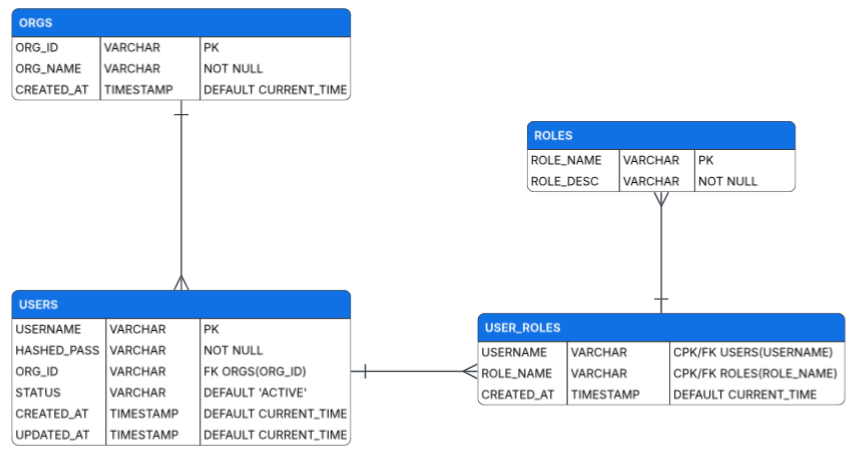 ORGS
ORG_ID VARCHAR PK
ORG_NAME VARCHAR NOT NULL
CREATED_AT TIMESTAMP DEFAULT CURRENT_TIME
ROLES
ROLE_NAME VARCHAR PK
ROLE_DESC VARCHAR NOT NULL
USERS
USERNAME VARCHAR PK
HASHED_PASS VARCHAR NOT NULL
ORG_ID VARCHAR FK ORGS(ORG_ID)
STATUS VARCHAR DEFAULT 'ACTIVE'
CREATED_AT TIMESTAMP DEFAULT CURRENT_TIME
UPDATED_AT TIMESTAMP DEFAULT CURRENT_TIME
USER_ROLES
USERNAME VARCHAR CPK/FK USERS(USERNAME)
ROLE_NAME VARCHAR CPK/FK ROLES(ROLE_NAME)
CREATED_AT TIMESTAMP DEFAULT CURRENT_TIME